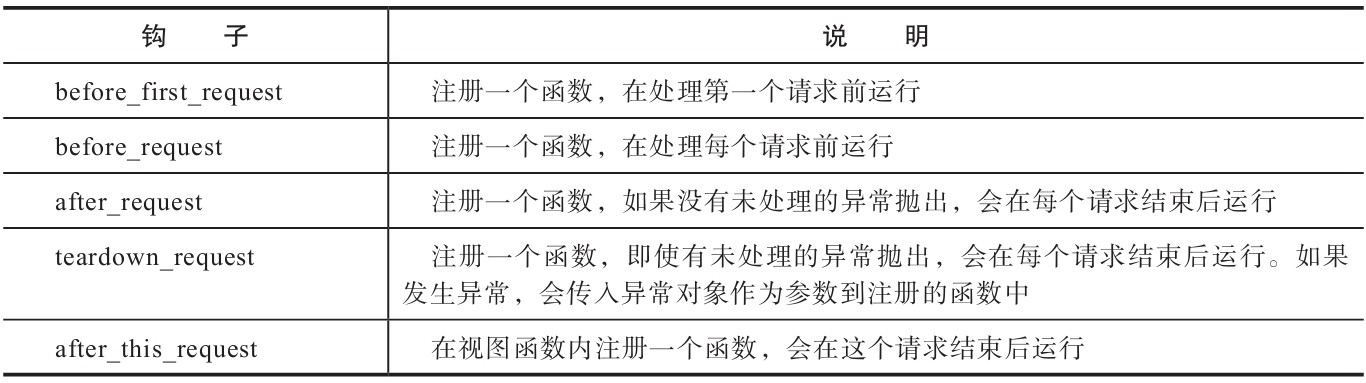 钩 子 说 明
before_first_request 注册一个函数，在处理第一个请求前运行
before_request 注册一个函数，在处理每个请求前运行
after_request 注册一个函数，如果没有未处理的异常抛出，会在每个请求结束后运行
teardown_request 注册一个函数，即使有未处理的异常抛出，会在每个请求结束后运行。如果
发生异常，会传入异常对象作为参数到注册的函数中
after_this_request 在视图函数内注册一个函数，会在这个请求结束后运行